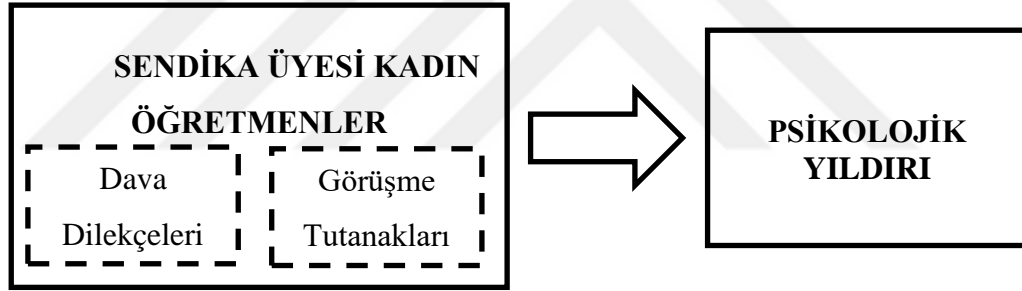 SENDİKA ÜYESİ KADIN
ÖĞRETMENLER
Dava
Dilekçeleri
Görüşme
Tutanakları
PSİKOLOJİK
YILDIRI